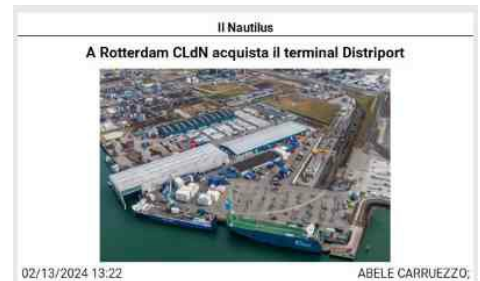 Il Nautilus
A Rotterdam CLdN acquista il terminal Distriport
02/13/2024 13:22
ABELE CARRUEZZO;